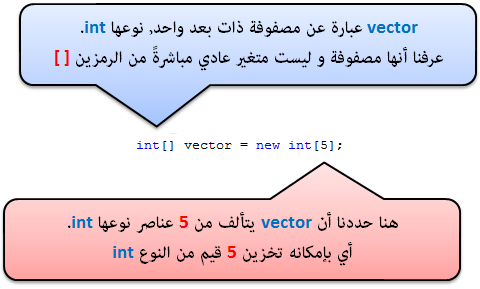 vector عبارة عن مصفوفة ذات بعد واحد, نوعها int.
عرفنا أنها مصفوفة و ليست متغير عادي مباشرةً من الرمزين [ ]
int[] vector = new int[5];
هنا حددنا أن vector يتألف من 5 عناصر نوعها int.
أي بإمكانه تخزين 5 قيم من النوع int